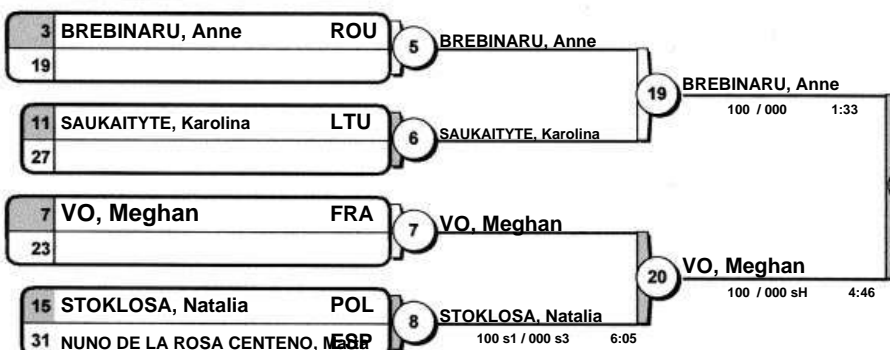 3 BREBINARU, Anne ROU
19
5
BREBINARU, Anne
11 SAUKAITYTE, Karolina LTU
27
6
SAUKAITYTE, Karolina
19
BREBINARU, Anne
100 / 000 1:33
7 VO, Meghan FRA
23
7
VO, Meghan
15 STOKLOSA, Natalia POL
31 NUNO DE LA ROSA CENTENO, ESP
8
STOKLOSA, Natalia
100 s1 / 000 s3 6:05
20
VO, Meghan
100 / 000 sH 4:46